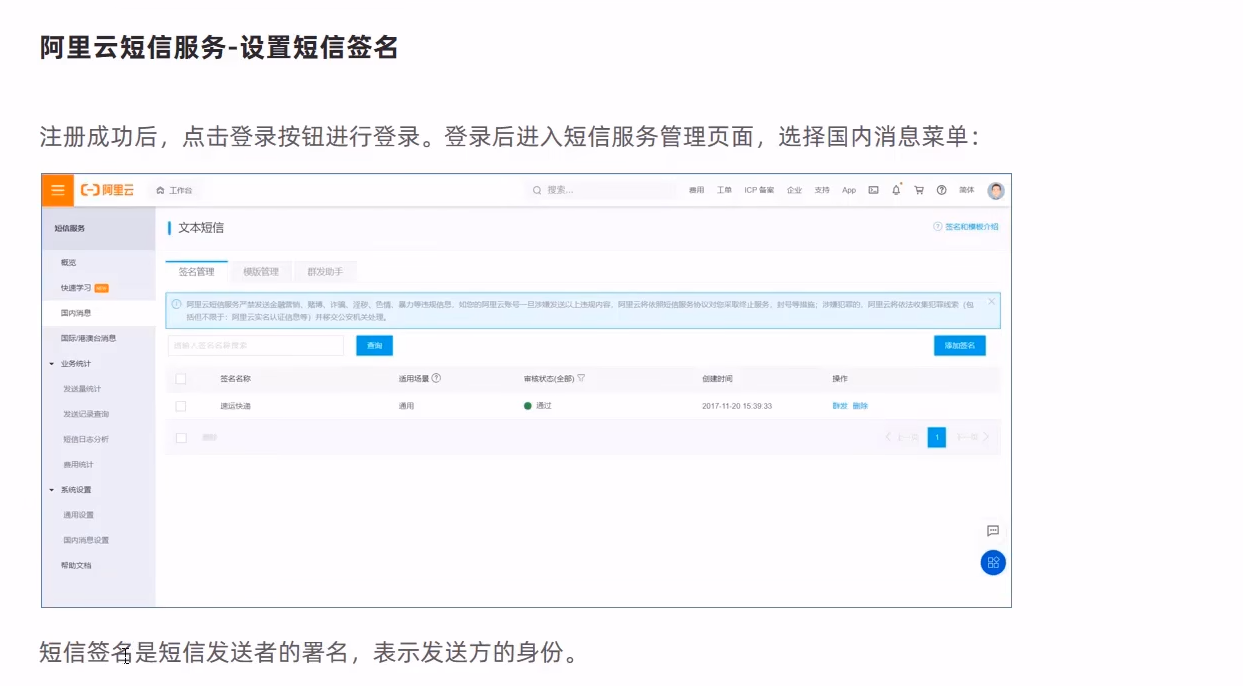 阿里云短信服务-设置短信签名
注册成功后，点击登录按钮进行登录。登录后进入短信服务管理页面，选择国内消息菜单：
阿里云 工作台 搜索... 费用 工单 ICP 备案 企业 支持 App 简体
短信服务 文本短信 签名和模板介绍
概览
签名管理 模版管理 群发助手
快速学习
国内消息
阿里云短信服务严禁发送金融营销、赌博、诈骗、淫秽、色情、暴力等违规信息，如您的阿里云账号一旦涉嫌发送以上违规内容，阿里云将依照短信服务协议对您采取终止服务、封号等措施；涉嫌犯罪的，阿里云将依法收集犯罪线索（包
括但不限于：阿里云实名认证信息等）并移交公安机关处理。
国际/港澳台消息
请输入签名名称搜索 查询 添加签名
业务统计
签名名称 适用场景 审核状态(全部) 创建时间 操作
发送量统计
速运快递 通用 通过 2017-11-20 15:39:33 群发 删除
发送记录查询
短信日志分析
删除 上一页 1 下一页
费用统计
系统设置
通用设置
国内消息设置
帮助文档
短信签名是短信发送者的署名，表示发送方的身份。